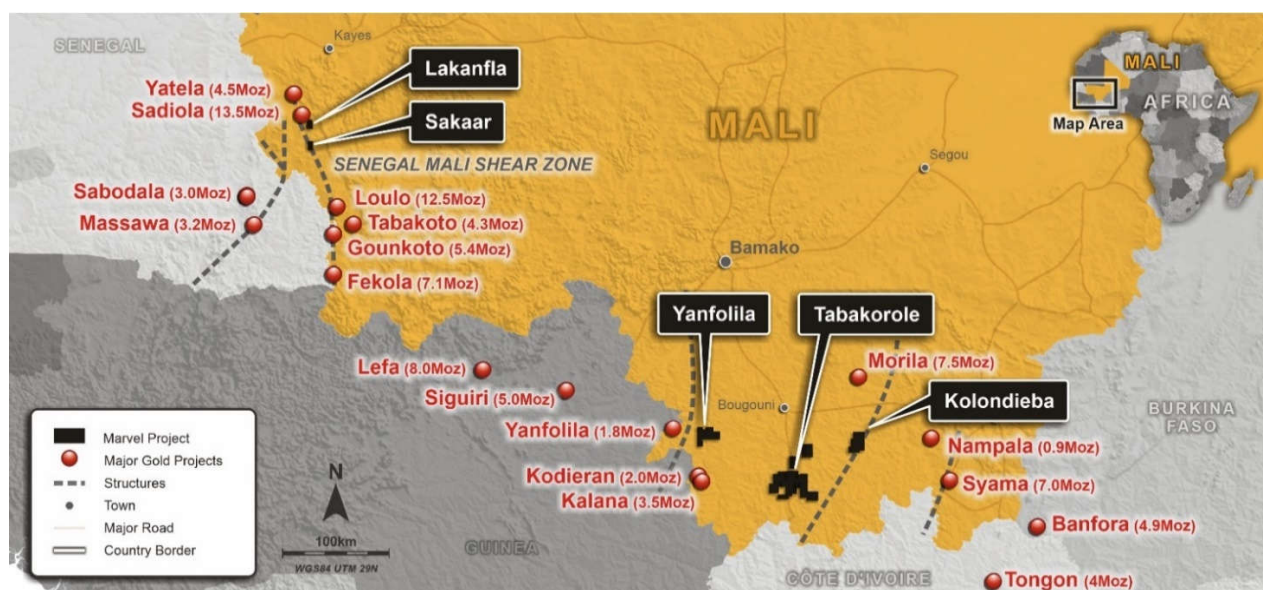 SENEGAL
Kayes
Lakanfla
Yatela (4.5Moz)
Sadiola (13.5Moz)
Sakaar
SENEGAL MALI SHEAR ZONE
MALI
MALI
AFRICA
Map Area
Segou
Sabodala (3.0Moz)
Massawa (3.2Moz)
Loulo (12.5Moz)
Tabakoto (4.3Moz)
Gounkoto (5.4Moz)
Fekola (7.1Moz)
Bamako
Yanfolila
Tabakorole
Lefa (8.0Moz)
Siguiri (5.0Moz)
Morila (7.5Moz)
Kolondieba
Bougouni
BURKINA
FASO
Yanfolila (1.8Moz)
Nampala (0.9Moz)
Kodieran (2.0Moz)
Kalana (3.5Moz)
Syama (7.0Moz)
Banfora (4.9Moz)
GUINEA
CÔTE D'IVOIRE
Tongon (4Moz)
Marvel Project
Major Gold Projects
Structures
Town
Major Road
Country Border
N
100km
WGS84 UTM 29N